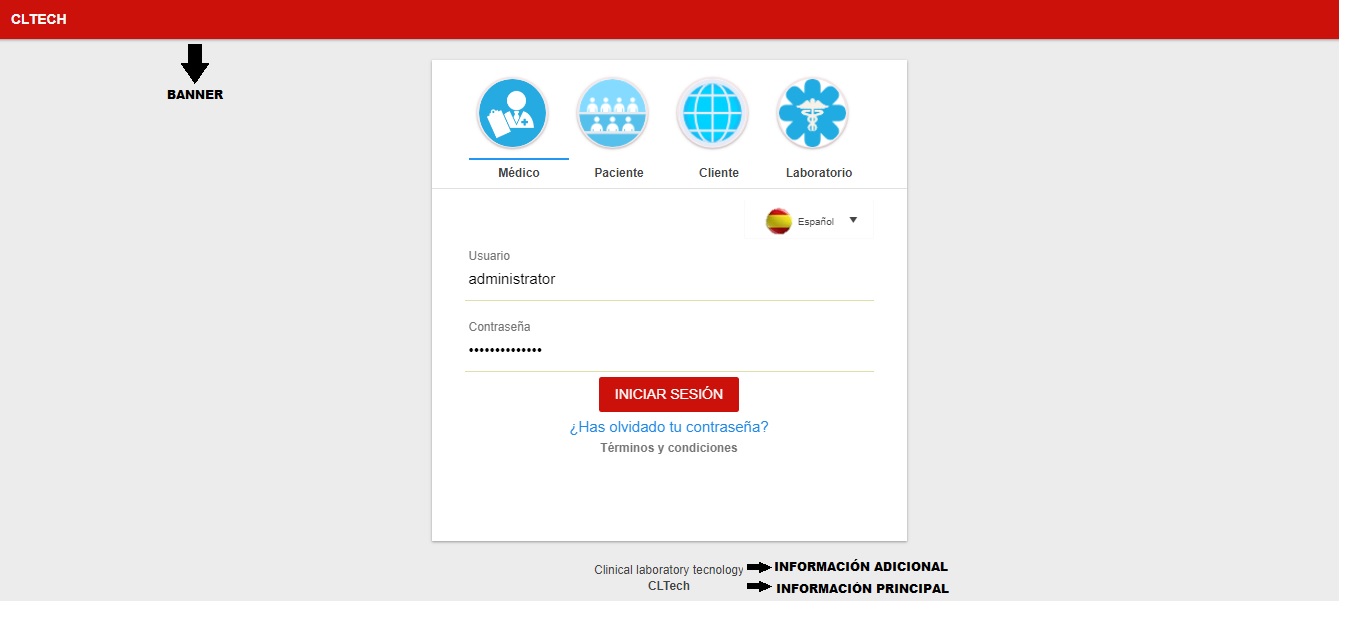 CLTECH
BANNER
Médico Paciente Cliente Laboratorio
Español
Usuario
administrator
Contraseña
••••••••••••••
INICIAR SESIÓN
¿Has olvidado tu contraseña?
Términos y condiciones
Clinical laboratory tecnology INFORMACIÓN ADICIONAL
CLTech INFORMACIÓN PRINCIPAL